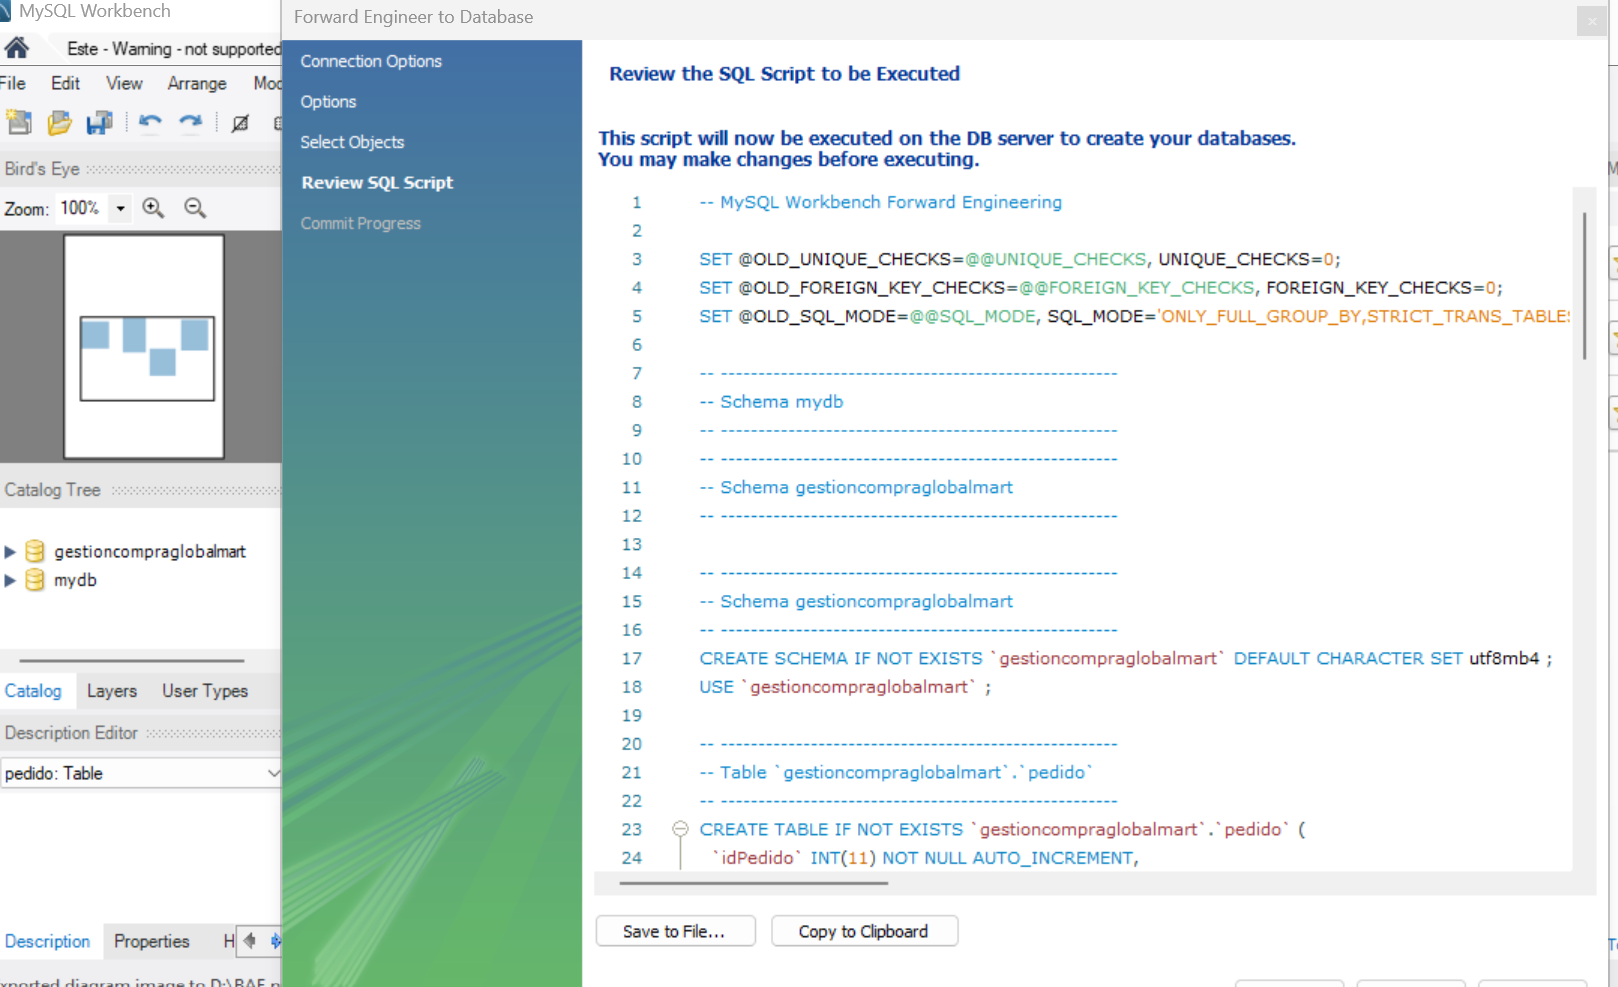 MySQL Workbench
Este - Warning - not supported
File Edit View Arrange Mod
Bird's Eye
Zoom: 100%
Catalog Tree
gestioncompraglobalmart
mydb
Catalog Layers User Types
Description Editor
pedido: Table
Description Properties H
xported diagram image to D:\BAE
Forward Engineer to Database
Connection Options
Options
Select Objects
Review SQL Script
Commit Progress
Review the SQL Script to be Executed
This script will now be executed on the DB server to create your databases.
You may make changes before executing.
1 -- MySQL Workbench Forward Engineering
2
3 SET @OLD_UNIQUE_CHECKS=@@UNIQUE_CHECKS, UNIQUE_CHECKS=0;
4 SET @OLD_FOREIGN_KEY_CHECKS=@@FOREIGN_KEY_CHECKS, FOREIGN_KEY_CHECKS=0;
5 SET @OLD_SQL_MODE=@@SQL_MODE, SQL_MODE='ONLY_FULL_GROUP_BY,STRICT_TRANS_TABLES
6
7 -- -----------------------------------------------------
8 -- Schema mydb
9 -- -----------------------------------------------------
10 -- -----------------------------------------------------
11 -- Schema gestioncompraglobalmart
12 -- -----------------------------------------------------
13
14 -- -----------------------------------------------------
15 -- Schema gestioncompraglobalmart
16 -- -----------------------------------------------------
17 CREATE SCHEMA IF NOT EXISTS `gestioncompraglobalmart` DEFAULT CHARACTER SET utf8mb4 ;
18 USE `gestioncompraglobalmart` ;
19
20 -- -----------------------------------------------------
21 -- Table `gestioncompraglobalmart`.`pedido`
22 -- -----------------------------------------------------
23 CREATE TABLE IF NOT EXISTS `gestioncompraglobalmart`.`pedido` (
24 `idPedido` INT(11) NOT NULL AUTO_INCREMENT,
Save to File...
Copy to Clipboard